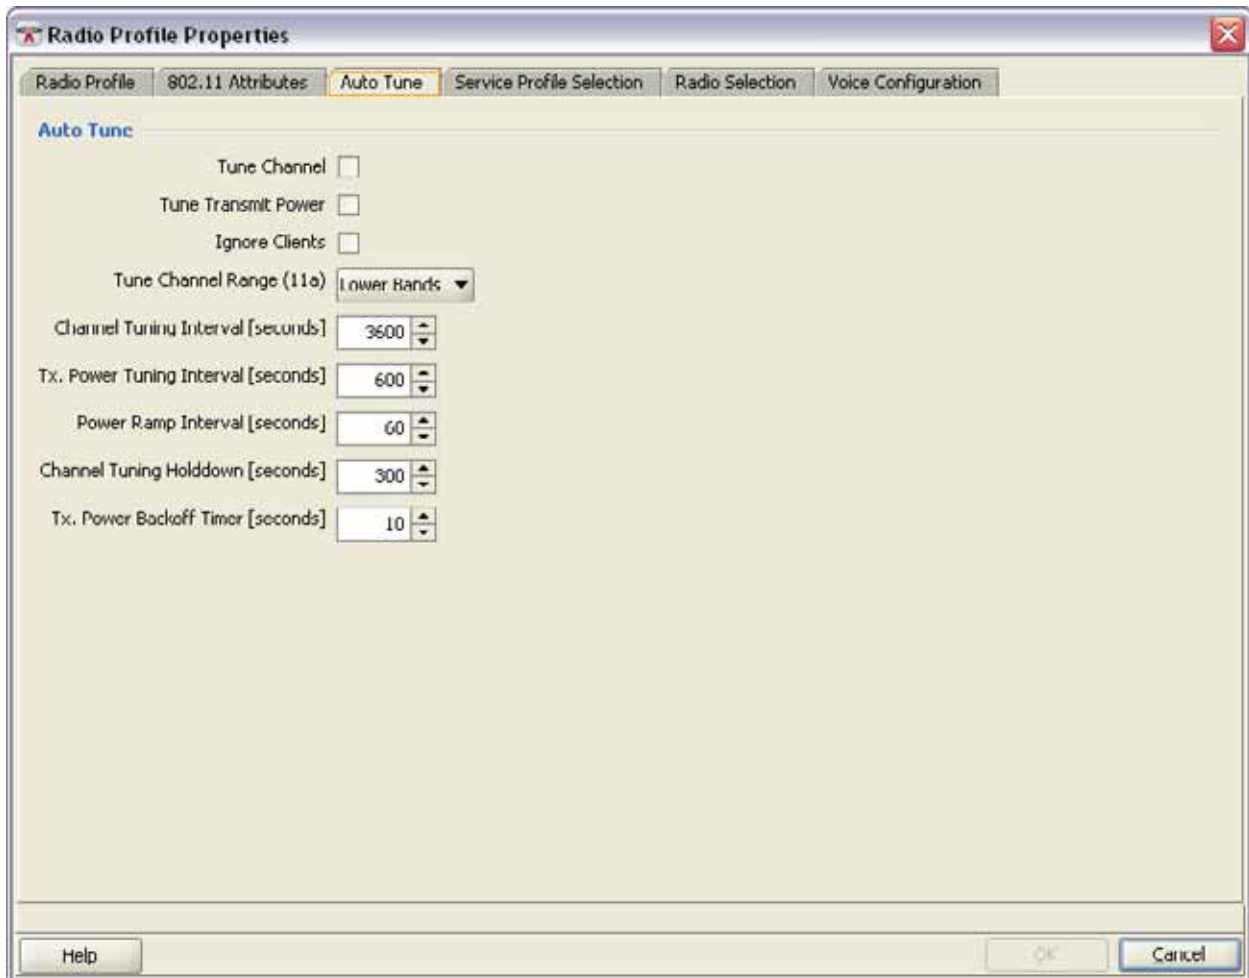 Radio Profile Properties
Radio Profile 802.11 Attributes Auto Tune Service Profile Selection Radio Selection Voice Configuration
Auto Tune
Tune Channel
Tune Transmit Power
Ignore Clients
Tune Channel Range (11a) Lower Bands
Channel Tuning Interval [seconds] 3600
Tx. Power Tuning Interval [seconds] 600
Power Ramp Interval [seconds] 60
Channel Tuning Holddown [seconds] 300
Tx. Power Backoff Timer [seconds] 10
Help OK Cancel